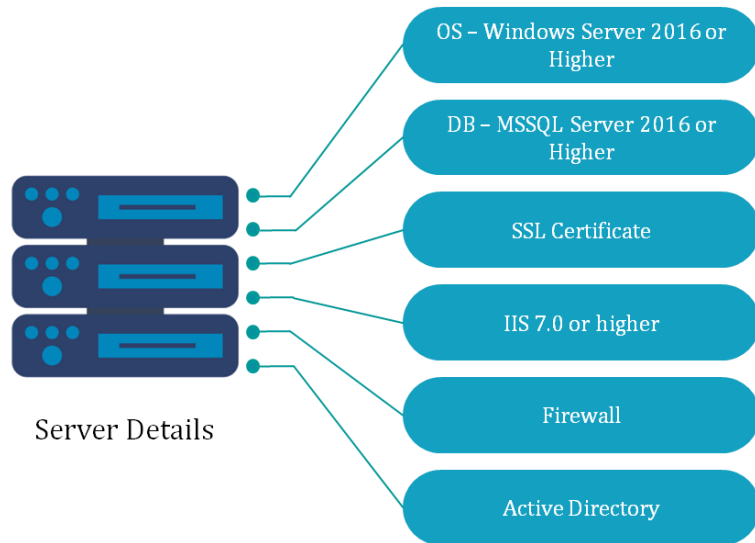 OS – Windows Server 2016 or
Higher
DB – MSSQL Server 2016 or
Higher
SSL Certificate
IIS 7.0 or higher
Firewall
Active Directory
Server Details